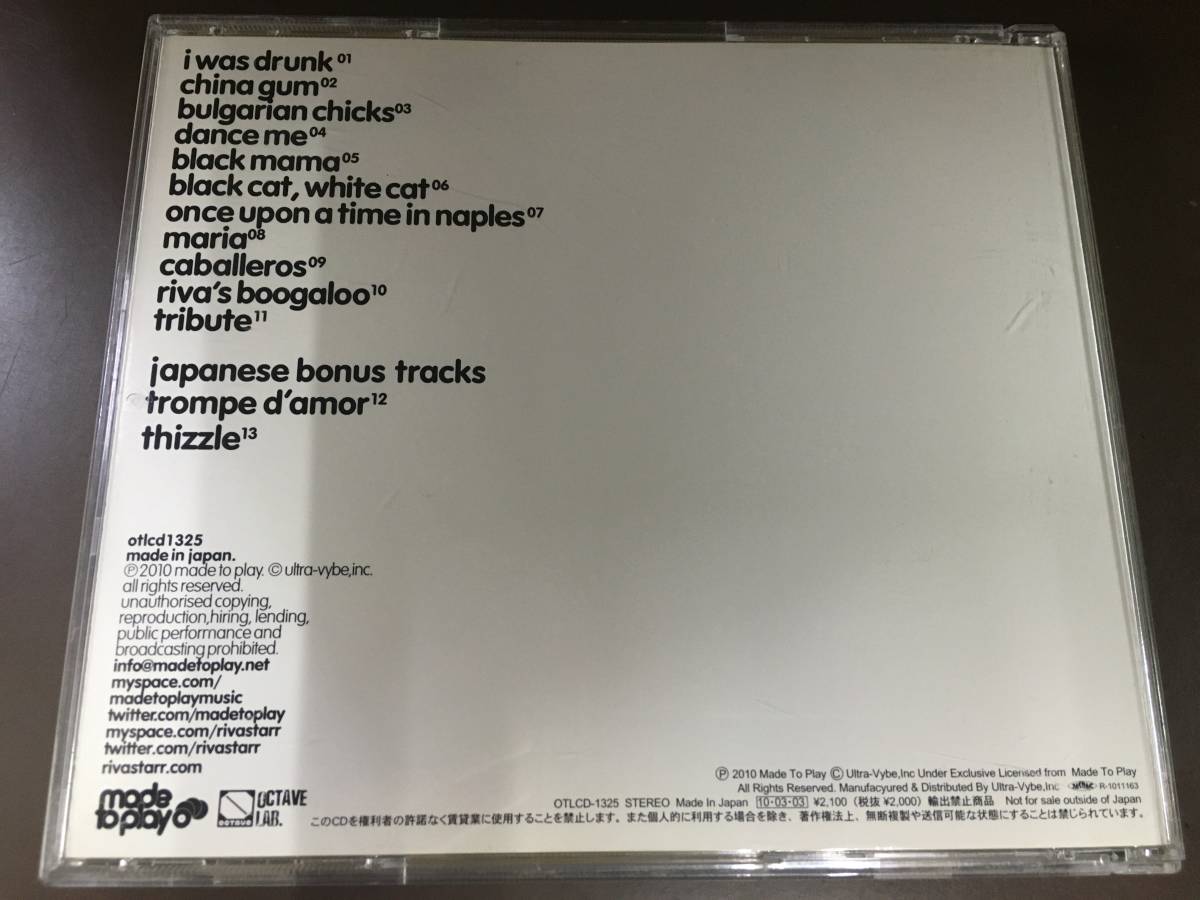 i was drunk 01
china gum 02
bulgarian chicks 03
dance me 04
black mama 05
black cat, white cat 06
once upon a time in naples 07
maria 08
caballeros 09
riva's boogaloo 10
tribute 11
japanese bonus tracks
trompe d'amor 12
thizzle 13
otlcd1325
made in japan.
℗ 2010 made to play. © ultra-vybe,inc.
all rights reserved.
unauthorised copying,
reproduction,hiring, lending,
public performance and
broadcasting prohibited.
info@madetoplay.net
myspace.com/
madetoplaymusic
twitter.com/madetoplay
myspace.com/rivastarr
twitter.com/rivastarr
rivastarr.com
made to play
OCTAVE LAB.
℗ 2010 Made To Play © Ultra-Vybe,Inc Under Exclusive Licensed from Made To Play
All Rights Reserved. Manufacyured & Distributed By Ultra-Vybe,Inc R-1011163
OTLCD-1325 STEREO Made In Japan 10・03・03 ¥2,100 (税抜 ¥2,000) 輸出禁止商品 Not for sale outside of Japan
このCDを権利者の許諾なく賃貸業に使用することを禁止します。また個人的に利用する場合を除き、著作権法上、無断複製や送信可能な状態にすることは禁じられています。